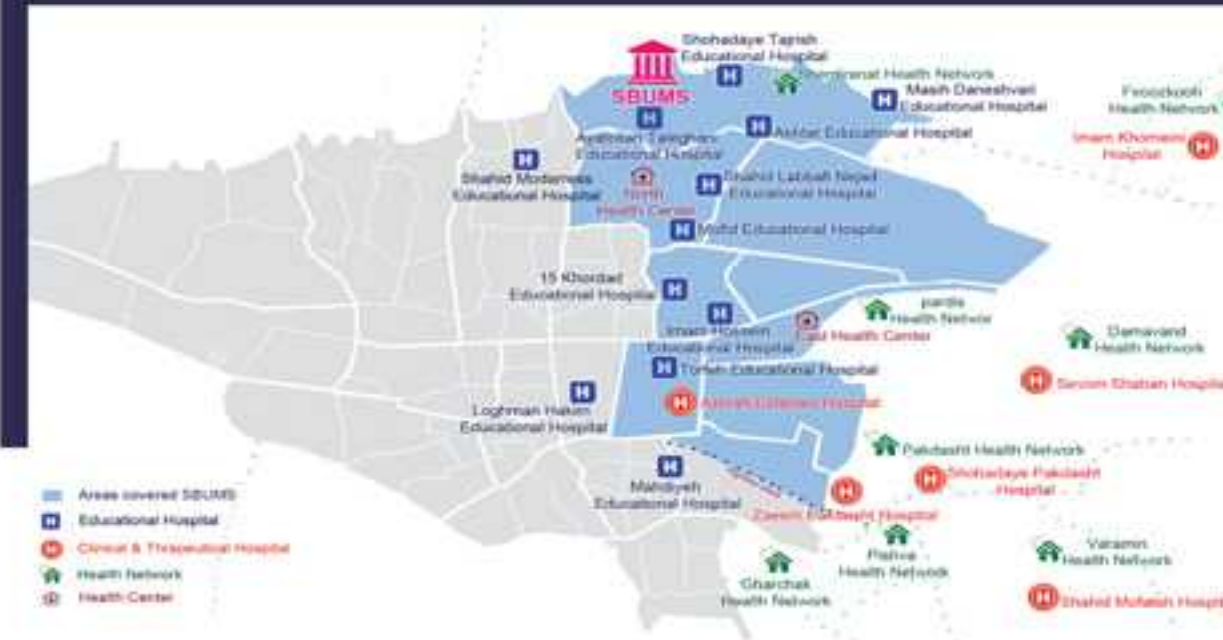 Shohadaye Tajrish
Educational Hospital
SBUMS
Health Network
Masih Daneshvari
Educational Hospital
Firoozkooh
Health Network
Imam Khomeini
Hospital
Educational Hospital
Ayatollah Taleghani
Educational Hospital
Shahid Modarress
Educational Hospital
North
Health Center
Shahid Labbafi Nejad
Educational Hospital
Mofid Educational Hospital
15 Khordad
Educational Hospital
Imam Hossein
Educational Hospital
East Health Center
pardis
Health Networ
Damavand
Health Network
Sevom Shaban Hospita
Torfeh Educational Hospital
Hospital
Loghman Hakim
Educational Hospital
Pakdasht Health Network
Shohadaye Pakdasht
Hospital
Mahdiyeh
Educational Hospital
Hospital
Pishva
Health Network
Gharchak
Health Network
Varamin
Health Network
Shahid Mofateh Hospit
Areas covered SBUMS
Educational Hospital
Clinical & Thrapeutical Hospital
Health Network
Health Center